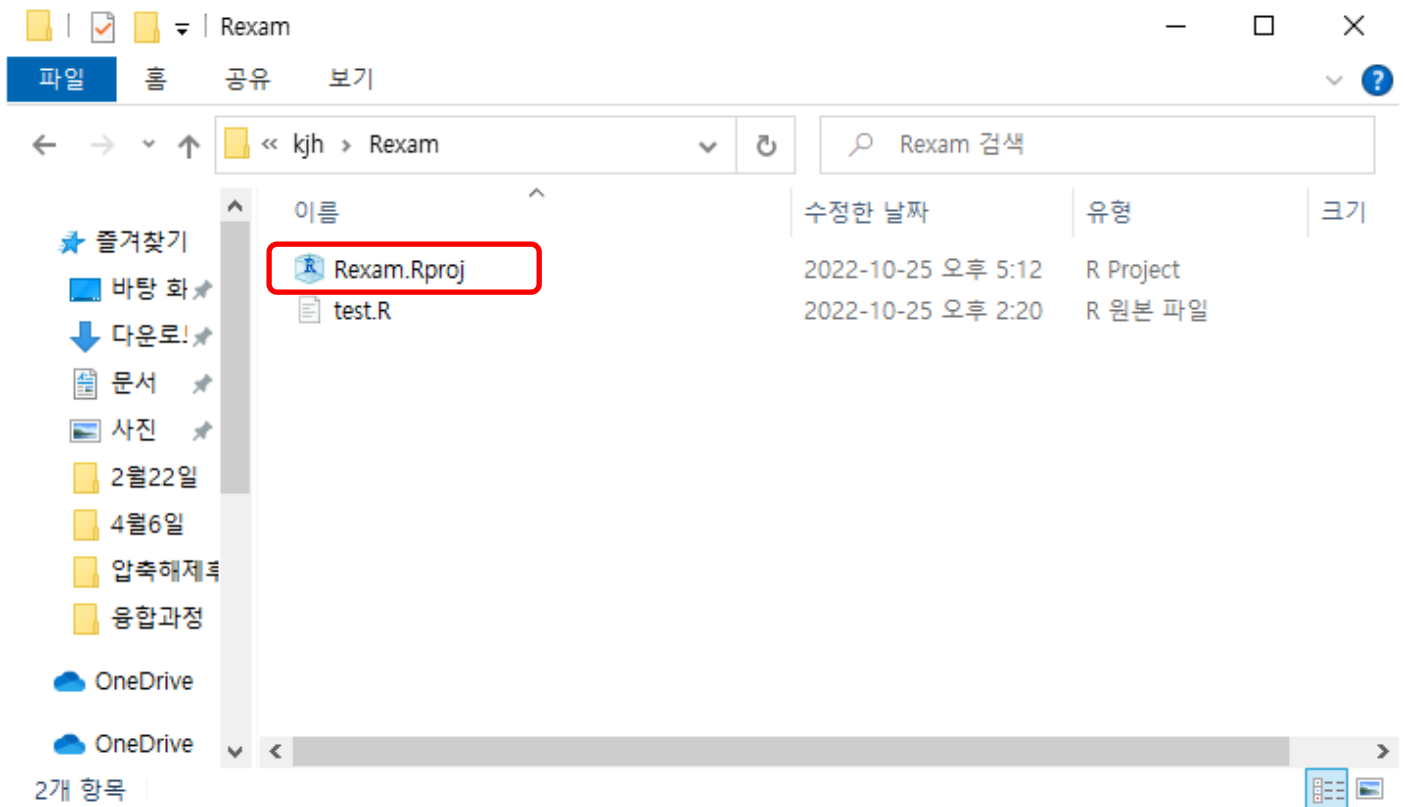 Rexam
파일 홈 공유 보기
« kjh › Rexam
Rexam 검색
이름 수정한 날짜 유형 크기
즐겨찾기
바탕 화
다운로!
문서
사진
2월22일
4월6일
압축해제후
융합과정
OneDrive
OneDrive
Rexam.Rproj 2022-10-25 오후 5:12 R Project
test.R 2022-10-25 오후 2:20 R 원본 파일
2개 항목